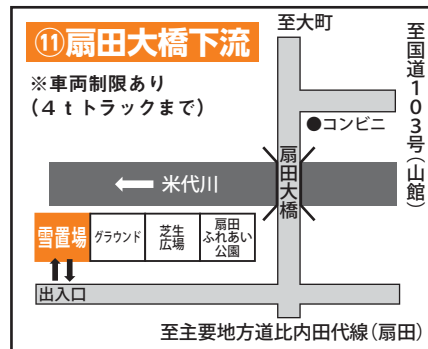 ⑪扇田大橋下流
※車両制限あり
(4tトラックまで)
至大町
至国道103号(山館)
●コンビニ
米代川
扇田大橋
雪置場
グラウンド
芝生
広場
扇田
ふれあい
公園
出入口
至主要地方道比内田代線(扇田)